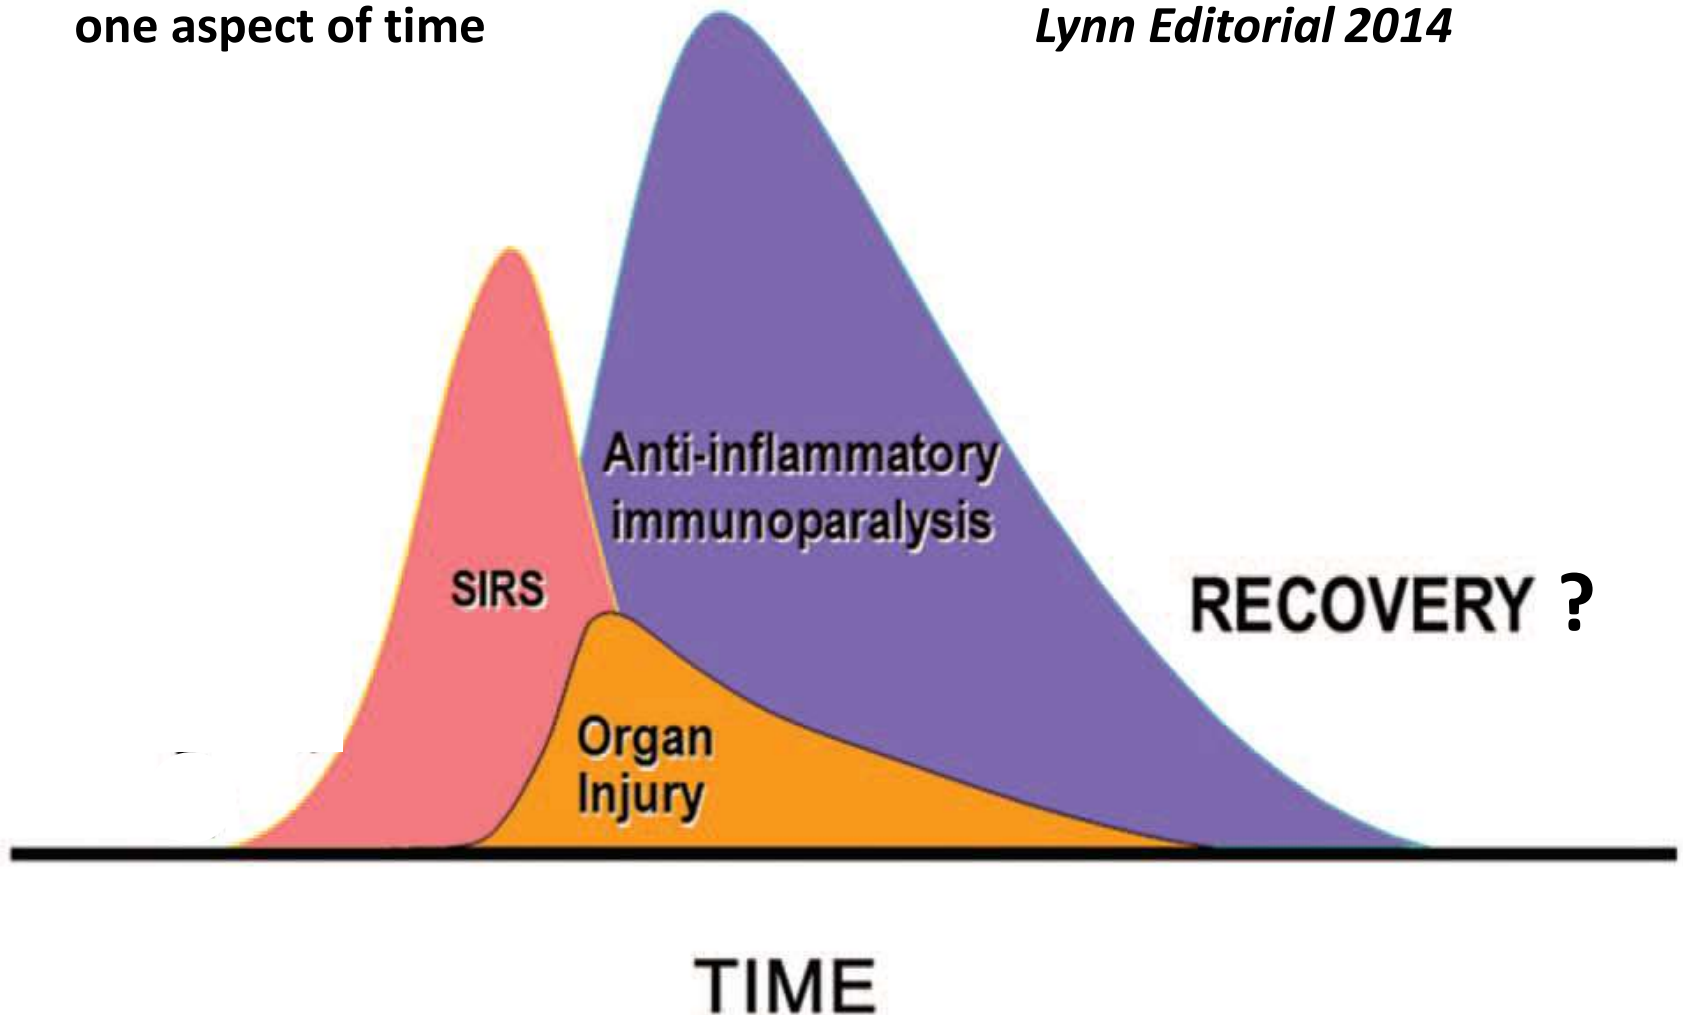 one aspect of time
Lynn Editorial 2014
Anti-inflammatory
immunoparalysis
SIRS
RECOVERY ?
Organ
Injury
TIME